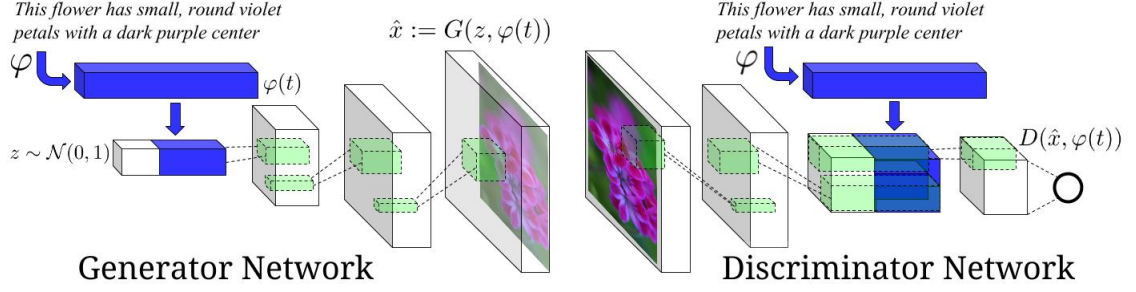 This flower has small, round violet
petals with a dark purple center
φ
φ(t)
z ∼ 𝒩(0, 1)
x̂ := G(z, φ(t))
Generator Network
This flower has small, round violet
petals with a dark purple center
φ
D(x̂, φ(t))
Discriminator Network